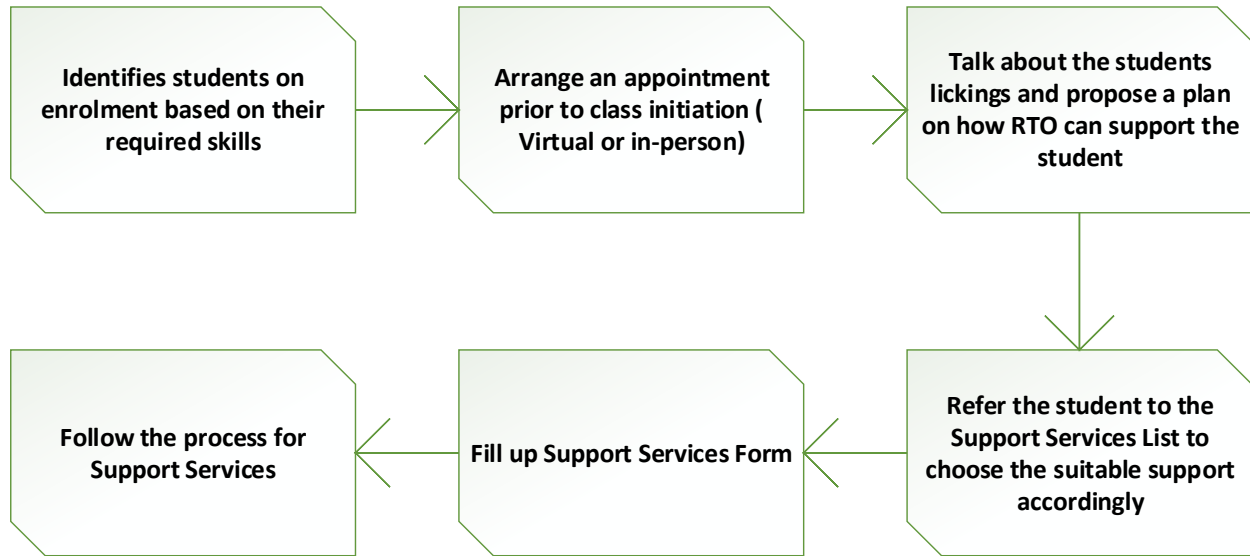 Identifies students on
enrolment based on their
required skills
Arrange an appointment
prior to class initiation (
Virtual or in-person)
Talk about the students
lickings and propose a plan
on how RTO can support the
student
Refer the student to the
Support Services List to
choose the suitable support
accordingly
Fill up Support Services Form
Follow the process for
Support Services